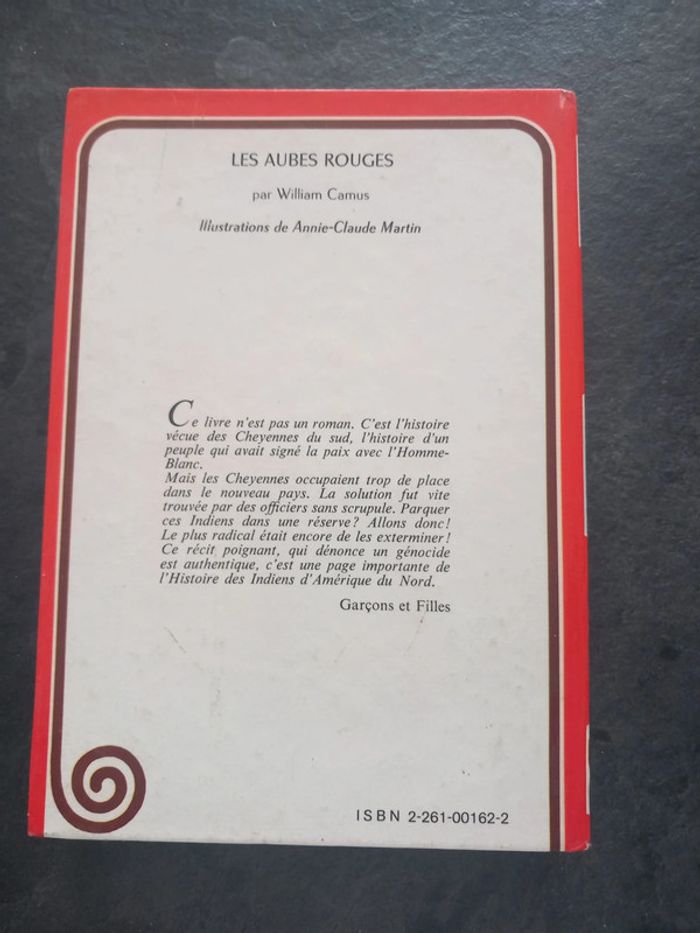 LES AUBES ROUGES
par William Camus
Illustrations de Annie-Claude Martin
Ce livre n'est pas un roman. C'est l'histoire
vécue des Cheyennes du sud, l'histoire d'un
peuple qui avait signé la paix avec l'Homme-
Blanc.
Mais les Cheyennes occupaient trop de place
dans le nouveau pays. La solution fut vite
trouvée par des officiers sans scrupule. Parquer
ces Indiens dans une réserve? Allons donc!
Le plus radical était encore de les exterminer!
Ce récit poignant, qui dénonce un génocide
est authentique, c'est une page importante de
l'Histoire des Indiens d'Amérique du Nord.
Garçons et Filles
ISBN 2-261-00162-2